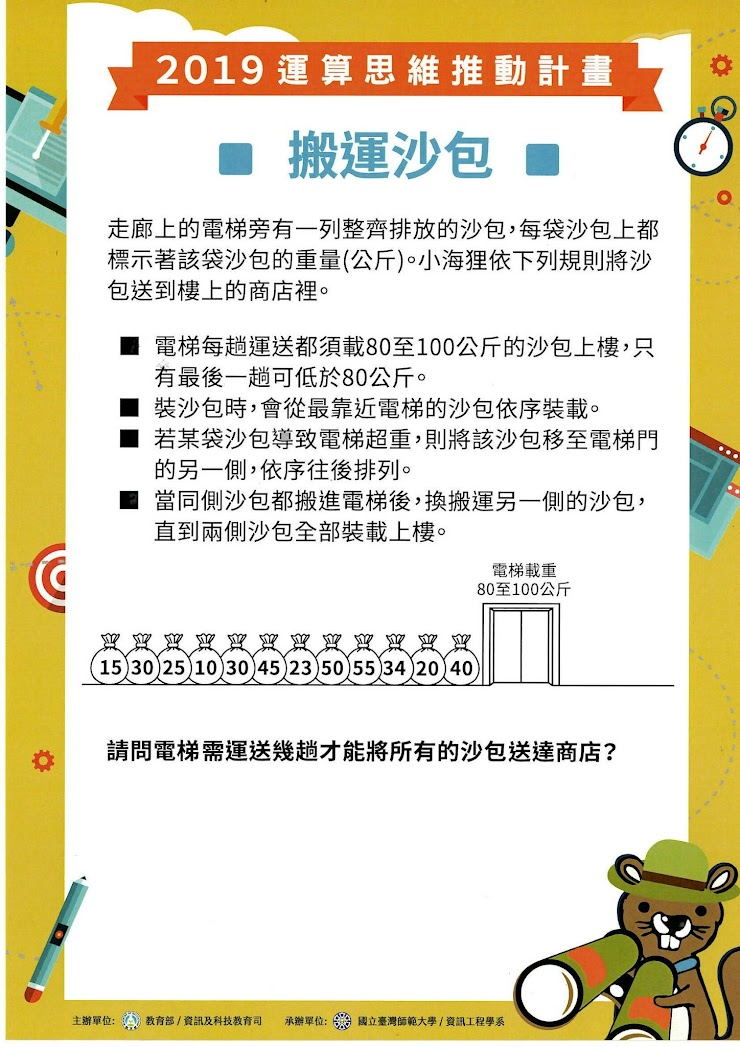 2019運算思維推動計畫
搬運沙包
走廊上的電梯旁有一列整齊排放的沙包,每袋沙包上都
標示著該袋沙包的重量(公斤)。小海狸依下列規則將沙
包送到樓上的商店裡。
電梯每趟運送都須載80至100公斤的沙包上樓,只
有最後一趟可低於80公斤。
裝沙包時,會從最靠近電梯的沙包依序裝載。
若某袋沙包導致電梯超重,則將該沙包移至電梯門
的另一側,依序往後排列。
當同側沙包都搬進電梯後,換搬運另一側的沙包,
直到兩側沙包全部裝載上樓。
電梯載重
80至100公斤
15 30 25 10 30 45 23 50 55 34 20 40
請問電梯需運送幾趟才能將所有的沙包送達商店?
主辦單位: 教育部/資訊及科技教育司 承辦單位: 國立臺灣師範大學/資訊工程學系